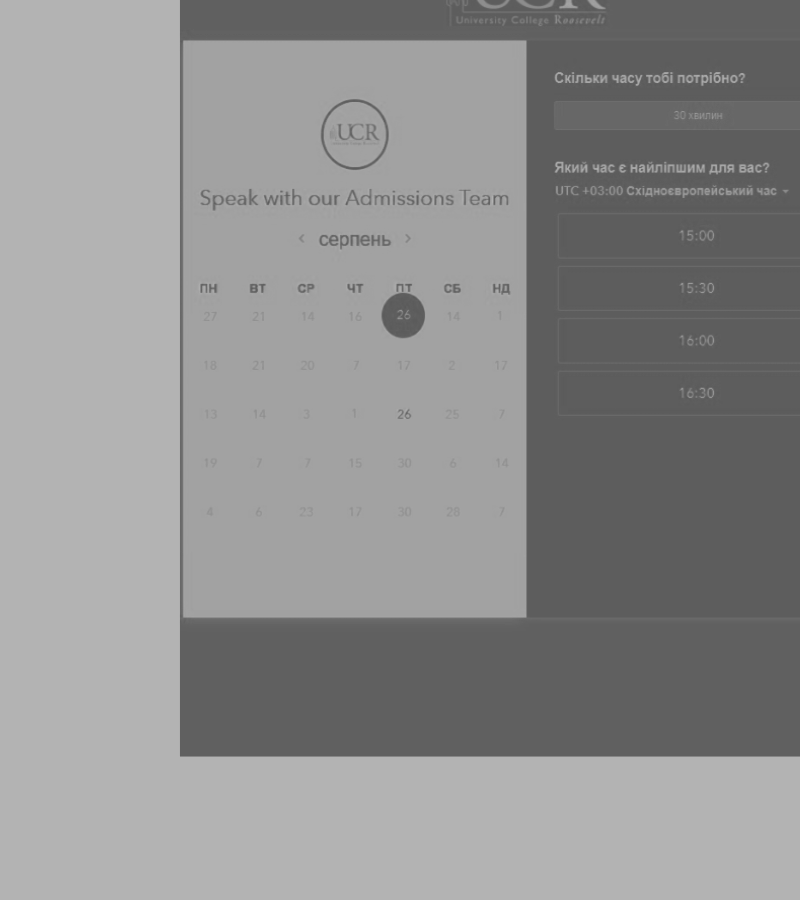 UCR
University College Roosevelt
UCR
Speak with our Admissions Team
< серпень >
ПН ВТ СР ЧТ ПТ СБ НД
27 21 14 16 26 14 1
18 21 20 7 17 2 17
13 14 3 1 26 25 7
19 7 7 15 30 6 14
4 6 23 17 30 28 7
Скільки часу тобі потрібно?
30 хвилин
Який час є найліпшим для вас?
UTC +03:00 Східноєвропейський час
15:00
15:30
16:00
16:30